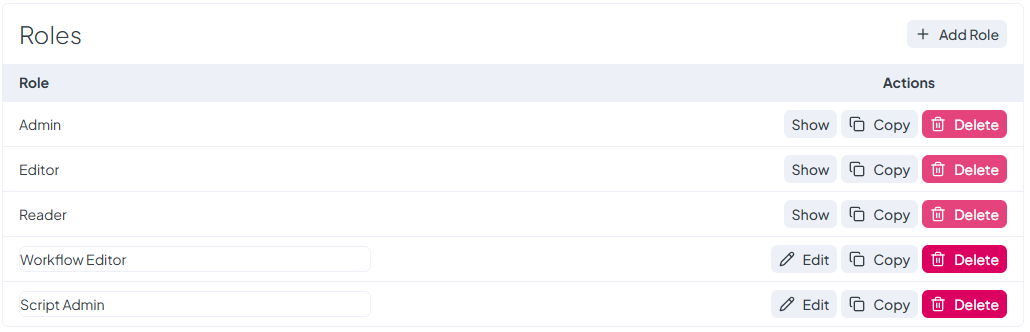 Roles
Add Role
Role Actions
Admin Show Copy Delete
Editor Show Copy Delete
Reader Show Copy Delete
Workflow Editor Edit Copy Delete
Script Admin Edit Copy Delete